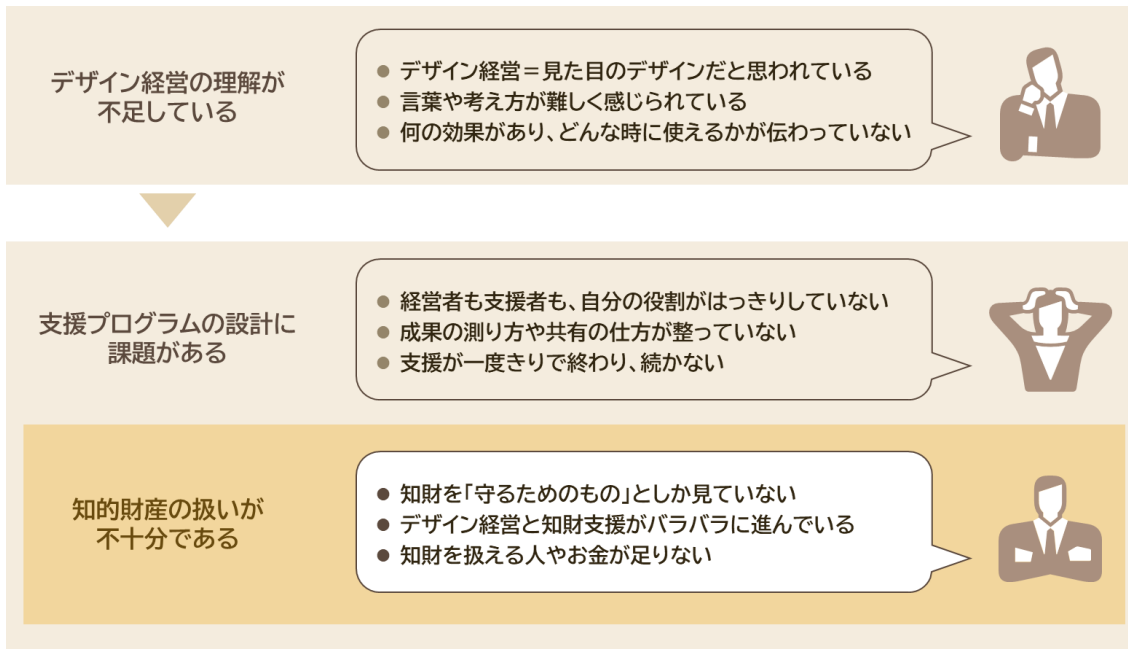 デザイン経営の理解が
不足している
● デザイン経営＝見た目のデザインだと思われている
● 言葉や考え方が難しく感じられている
● 何の効果があり、どんな時に使えるかが伝わっていない
支援プログラムの設計に
課題がある
● 経営者も支援者も、自分の役割がはっきりしていない
● 成果の測り方や共有の仕方が整っていない
● 支援が一度きりで終わり、続かない
知的財産の扱いが
不十分である
● 知財を「守るためのもの」としか見ていない
● デザイン経営と知財支援がバラバラに進んでいる
● 知財を扱える人やお金が足りない